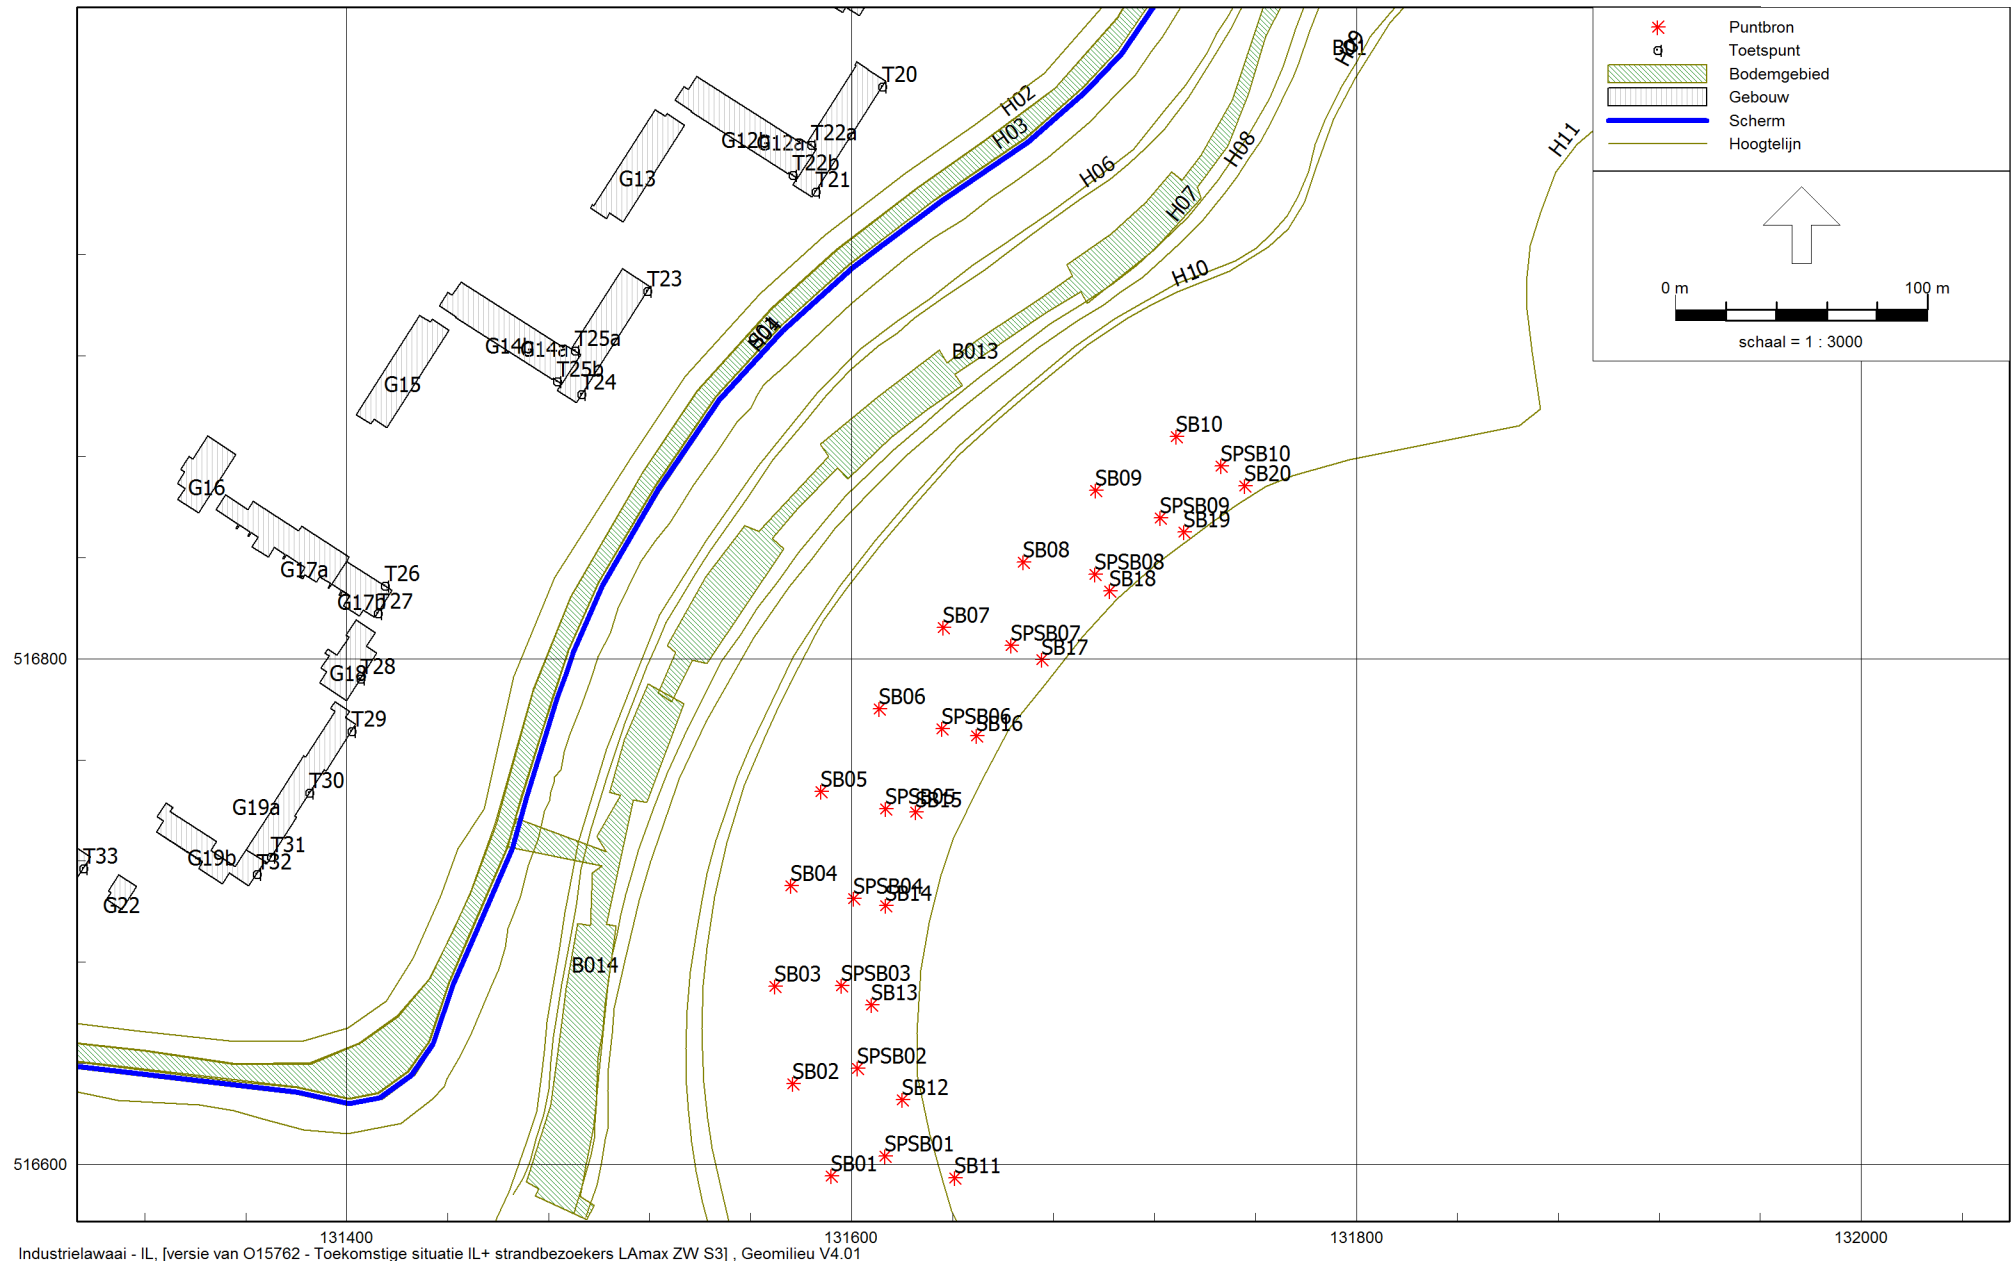 Puntbron
Toetspunt
Bodemgebied
Gebouw
Scherm
Hoogtelijn
0 m
100 m
schaal = 1 : 3000
T20
H02
H03
G12b
G12a
T22a
T22b
T21
G13
H06
H08
H07
H09
H11
H10
T23
G14b
G14a
T25a
T25b
T24
G15
B013
SB10
SPSB10
SB20
SB09
SPSB09
SB19
G16
SB08
SPSB08
SB18
G17a
T26
G17b
T27
SB07
SPSB07
SB17
516800
G18
T28
SB06
SPSB06
SB16
T29
T30
SB05
SPSB05
SB15
G19a
T31
G19b
T32
T33
G22
SB04
SPSB04
SB14
B014
SB03
SPSB03
SB13
SPSB02
SB02
SB12
SPSB01
516600
SB01
SB11
131400
131600
131800
132000
Industrielawaai - IL, [versie van O15762 - Toekomstige situatie IL+ strandbezoekers LAmax ZW S3] , Geomilieu V4.01